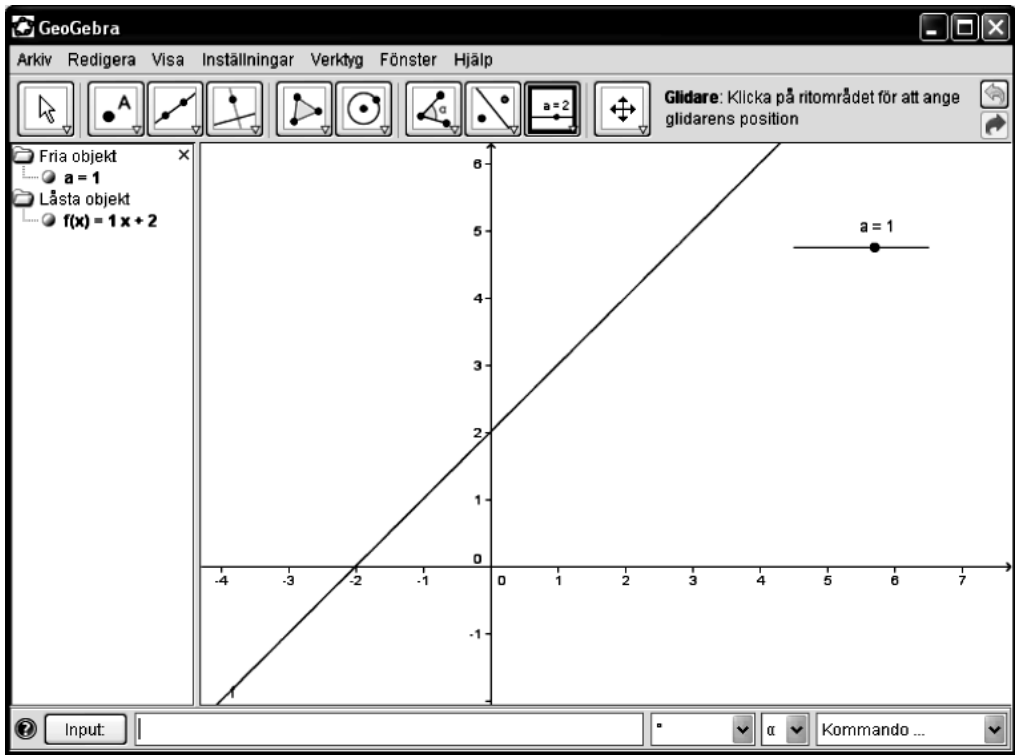 GeoGebra
Arkiv Redigera Visa Inställningar Verktyg Fönster Hjälp
A
α
a = 2
Glidare: Klicka på ritområdet för att ange
glidarens position
Fria objekt
a = 1
Låsta objekt
f(x) = 1 x + 2
a = 1
6
5
4
3
2
1
0
-4 -3 -2 -1 0 1 2 3 4 5 6 7
-1
f
Input:
° α Kommando ...